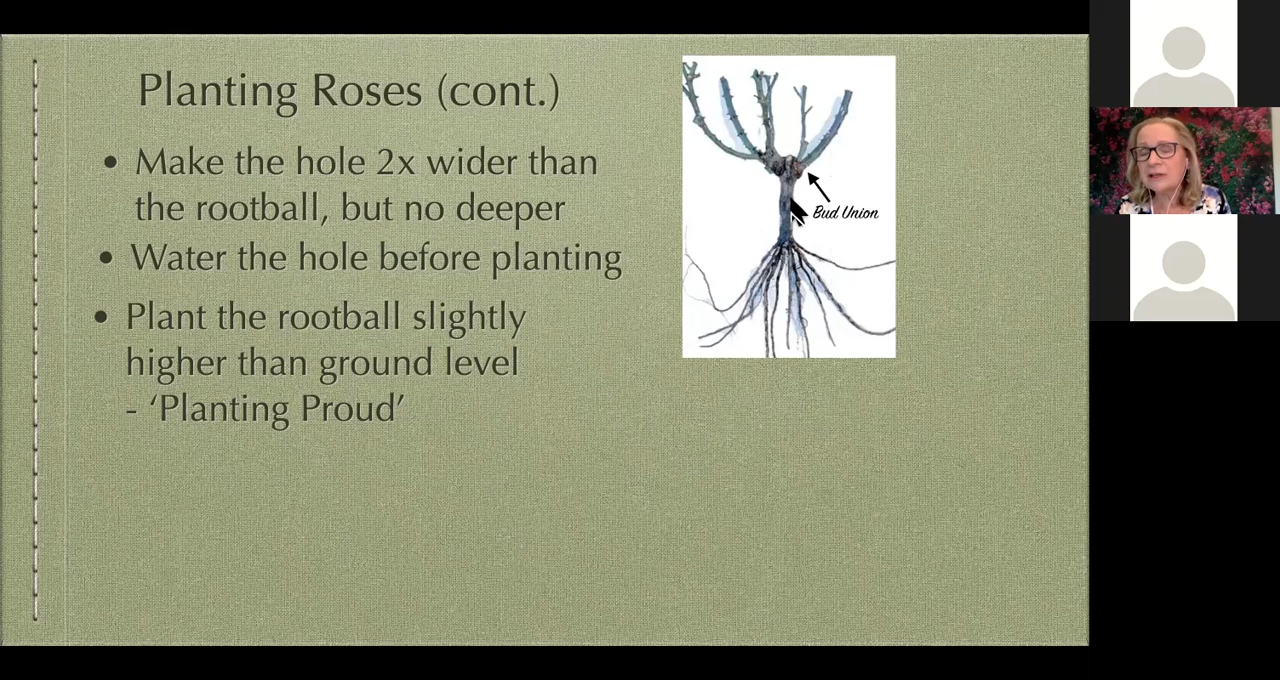 Planting Roses (cont.)
• Make the hole 2x wider than
the rootball, but no deeper
• Water the hole before planting
• Plant the rootball slightly
higher than ground level
- ‘Planting Proud’
Bud Union